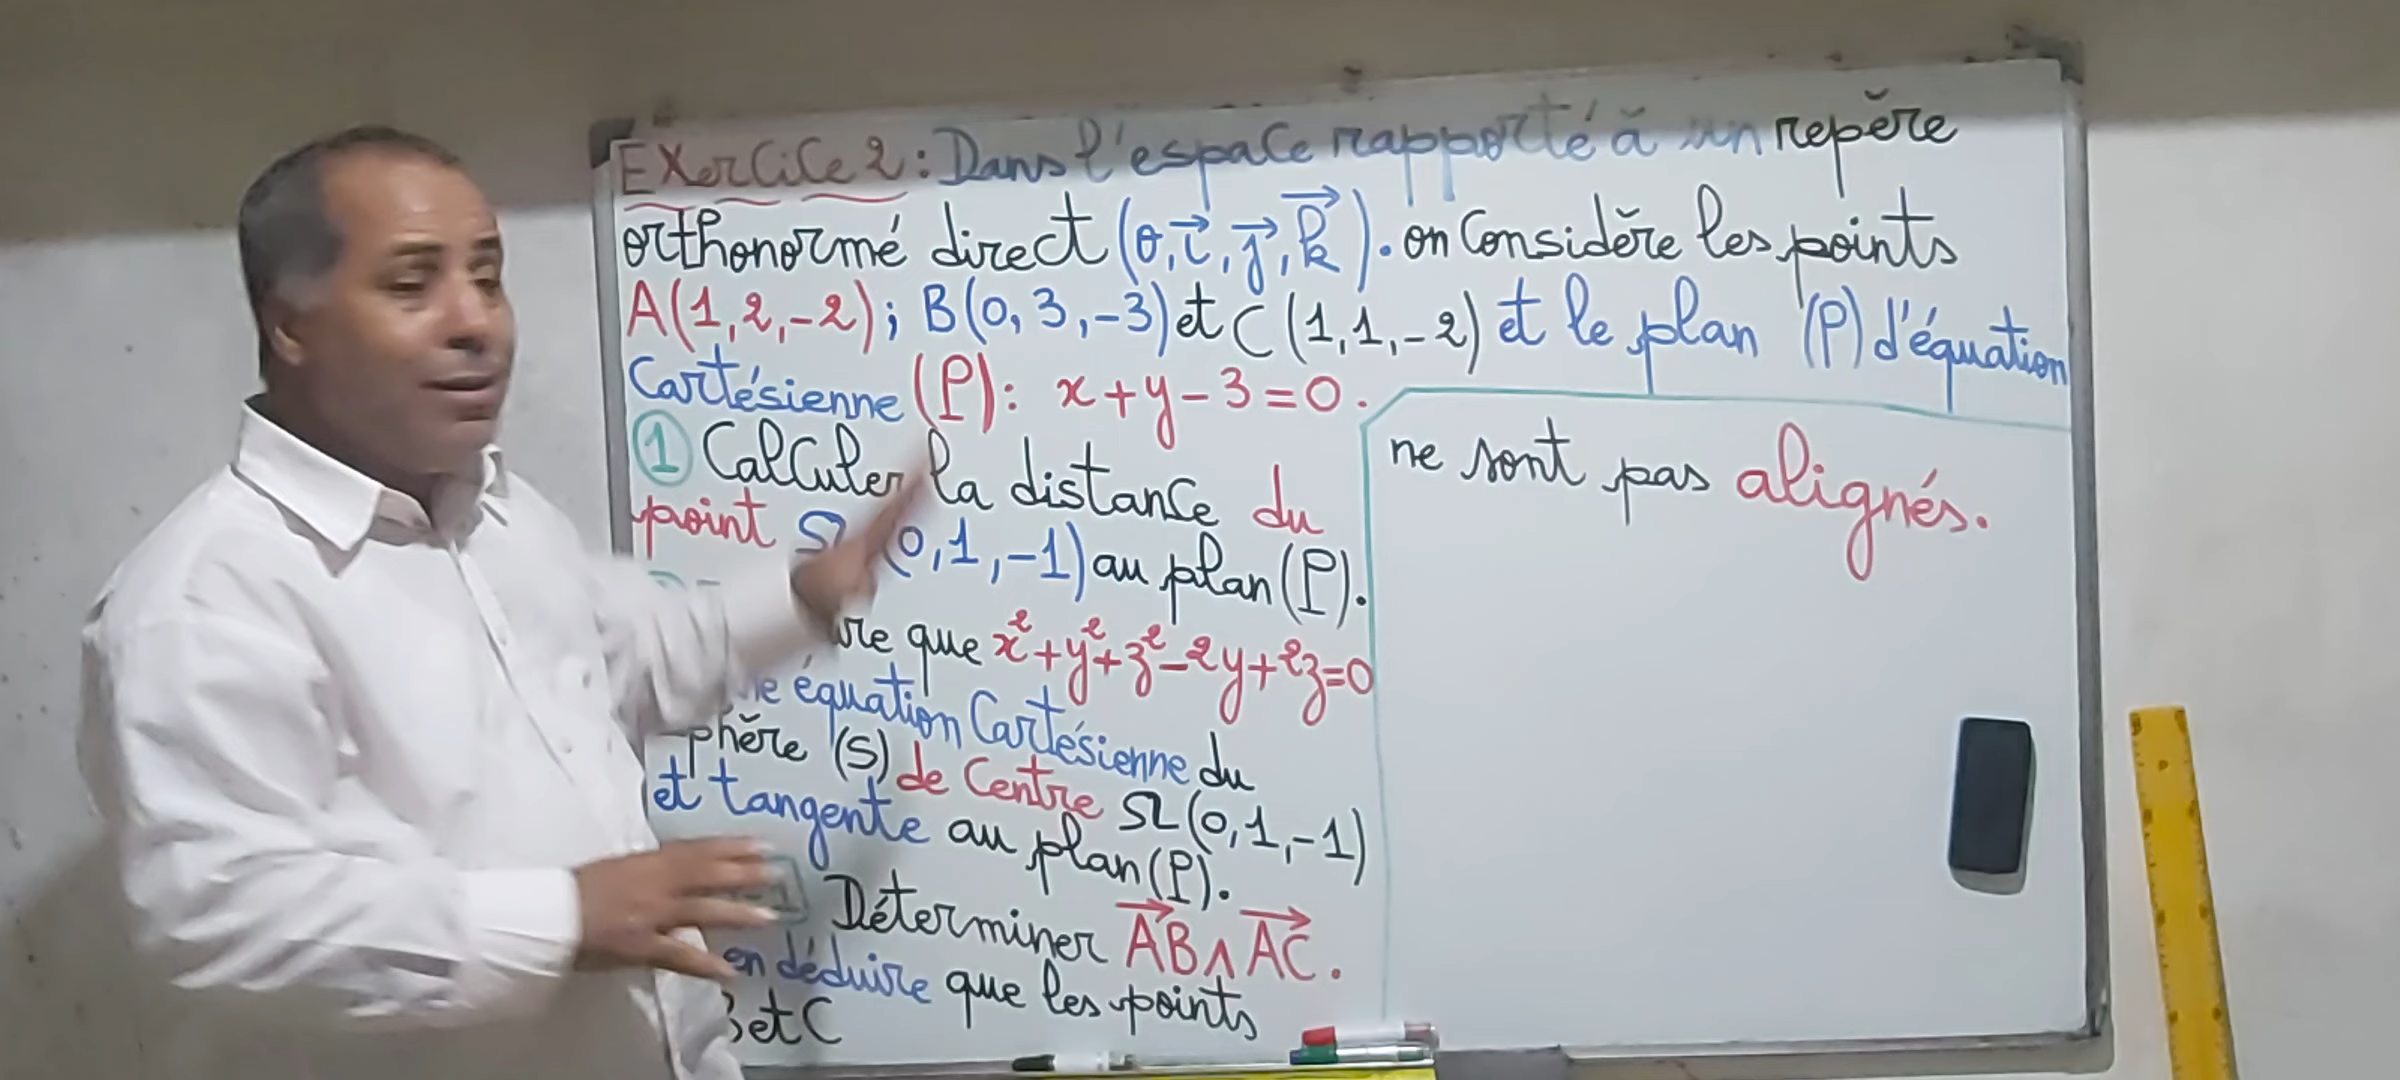 Exercice 2: Dans l'espace rapporté à un repère
orthonormé direct (o, i, j, k). on Considère les points
A(1,2,-2); B(0,3,-3) et C(1,1,-2) et le plan (P) d'équation
Cartésienne (P): x+y-3=0.
① Calculer la distance du
point Ω(0,1,-1) au plan (P).
que x²+y²+z²-2y+2z=0
équation Cartésienne du
(S) de Centre Ω(0,1,-1)
et tangente au plan (P).
Déterminer AB∧AC.
en déduire que les points
et C
ne sont pas alignés.